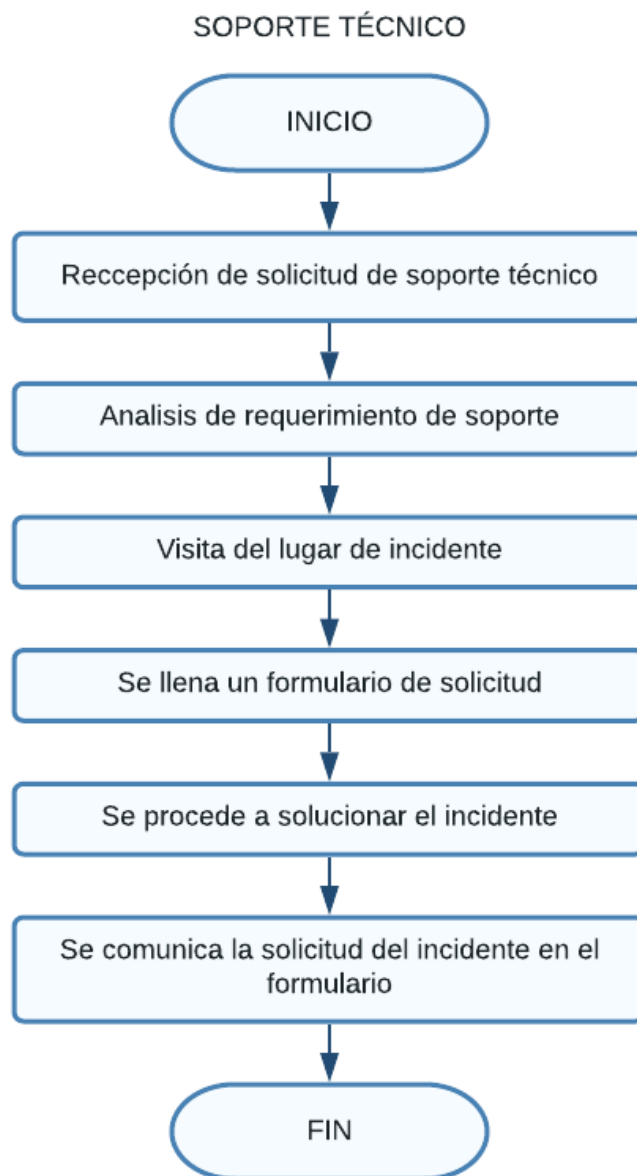 SOPORTE TÉCNICO
INICIO
Reccepción de solicitud de soporte técnico
Analisis de requerimiento de soporte
Visita del lugar de incidente
Se llena un formulario de solicitud
Se procede a solucionar el incidente
Se comunica la solicitud del incidente en el
formulario
FIN